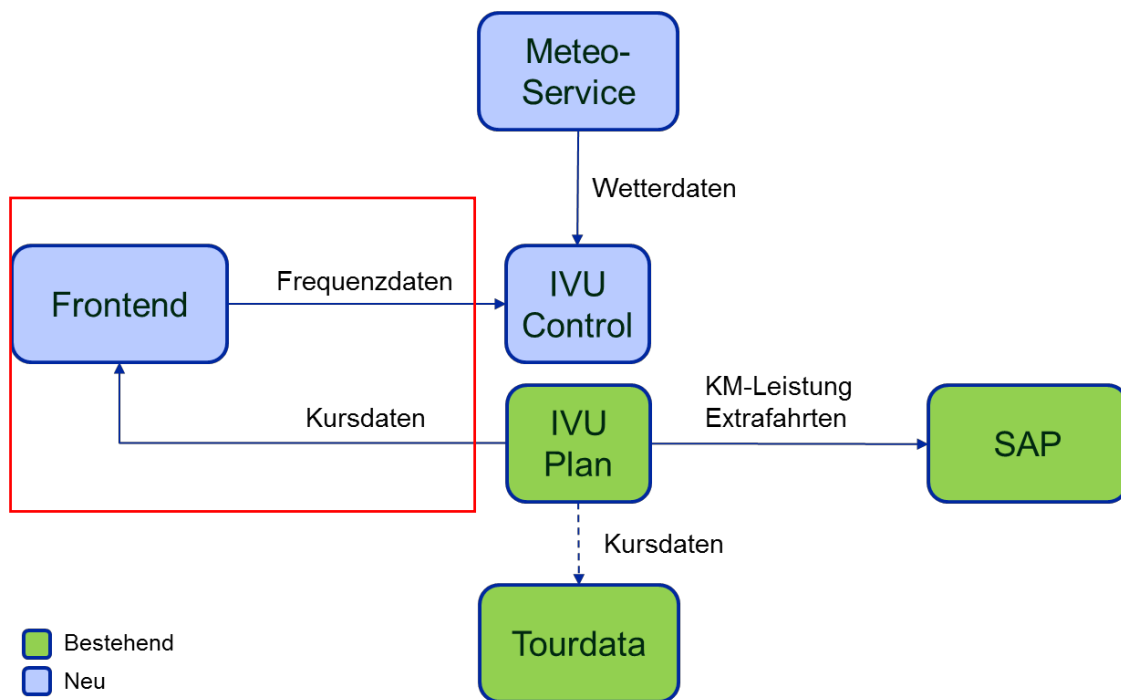 Meteo-
Service
Wetterdaten
Frontend
Frequenzdaten
IVU
Control
Kursdaten
IVU
Plan
KM-Leistung
Extrafahrten
SAP
Kursdaten
Tourdata
Bestehend
Neu